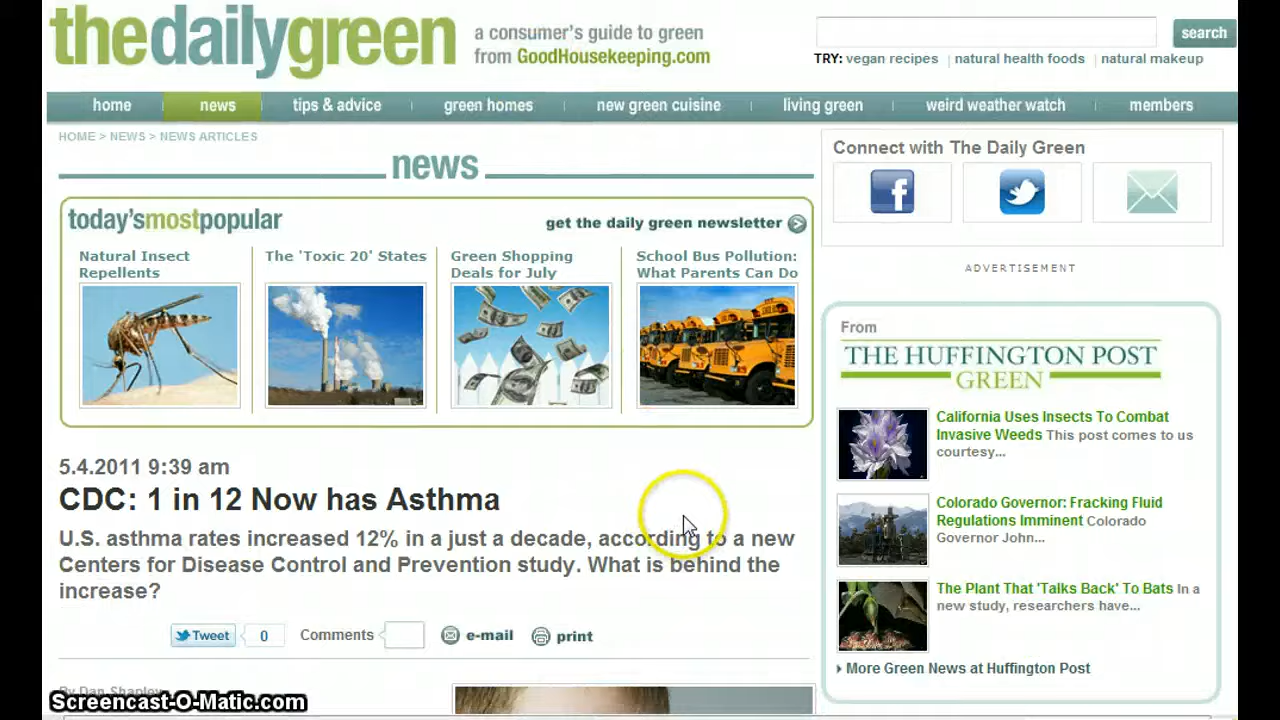 thedailygreen
a consumer's guide to green
from GoodHousekeeping.com
search
TRY: vegan recipes | natural health foods | natural makeup
home
news
tips & advice
green homes
new green cuisine
living green
weird weather watch
members
HOME > NEWS > NEWS ARTICLES
news
today'smostpopular
get the daily green newsletter
Natural Insect
Repellents
The 'Toxic 20' States
Green Shopping
Deals for July
School Bus Pollution:
What Parents Can Do
5.4.2011 9:39 am
CDC: 1 in 12 Now has Asthma
U.S. asthma rates increased 12% in a just a decade, according to a new
Centers for Disease Control and Prevention study. What is behind the
increase?
Tweet
0
Comments
e-mail
print
By Dan Shapley
Connect with The Daily Green
ADVERTISEMENT
From
THE HUFFINGTON POST
GREEN
California Uses Insects To Combat
Invasive Weeds This post comes to us
courtesy...
Colorado Governor: Fracking Fluid
Regulations Imminent Colorado
Governor John...
The Plant That 'Talks Back' To Bats In a
new study, researchers have...
More Green News at Huffington Post
Screencast-O-Matic.com